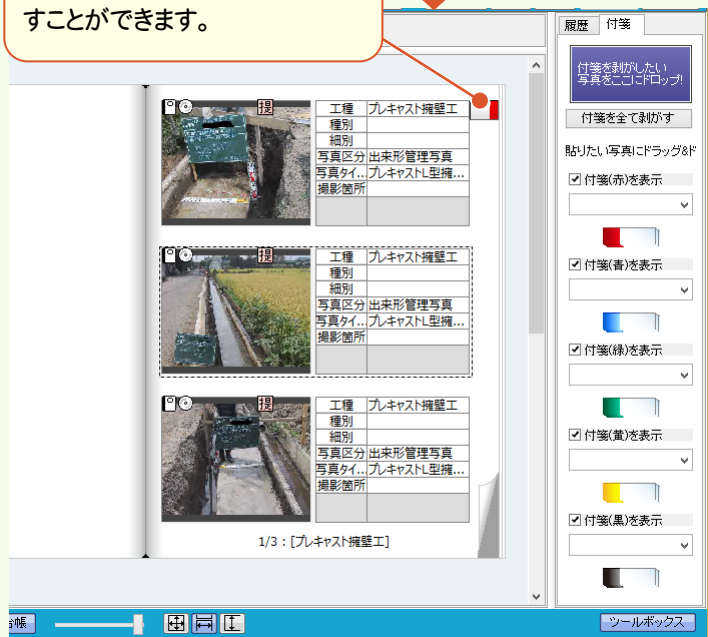 すことができます。
履歴 付箋
付箋を剥がしたい
写真をここにドロップ!
付箋を全て剥がす
貼りたい写真にドラッグ&ド
付箋(赤)を表示
付箋(青)を表示
付箋(緑)を表示
付箋(黄)を表示
付箋(黒)を表示
提
工種 プレキャスト擁壁工
種別
細別
写真区分 出来形管理写真
写真タイ... プレキャストL型擁...
撮影箇所
提
工種 プレキャスト擁壁工
種別
細別
写真区分 出来形管理写真
写真タイ... プレキャストL型擁...
撮影箇所
提
工種 プレキャスト擁壁工
種別
細別
写真区分 出来形管理写真
写真タイ... プレキャストL型擁...
撮影箇所
1/3 : [プレキャスト擁壁工]
台帳
ツールボックス